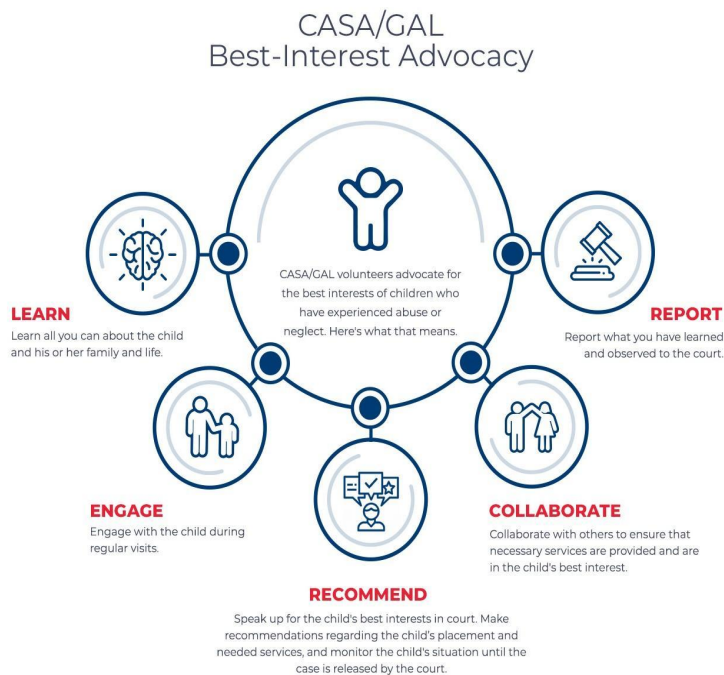 CASA/GAL
Best-Interest Advocacy
CASA/GAL volunteers advocate for
the best interests of children who
have experienced abuse or
neglect. Here's what that means.
LEARN
Learn all you can about the child
and his or her family and life.
ENGAGE
Engage with the child during
regular visits.
RECOMMEND
Speak up for the child's best interests in court. Make
recommendations regarding the child's placement and
needed services, and monitor the child's situation until the
case is released by the court.
COLLABORATE
Collaborate with others to ensure that
necessary services are provided and are
in the child's best interest.
REPORT
Report what you have learned
and observed to the court.